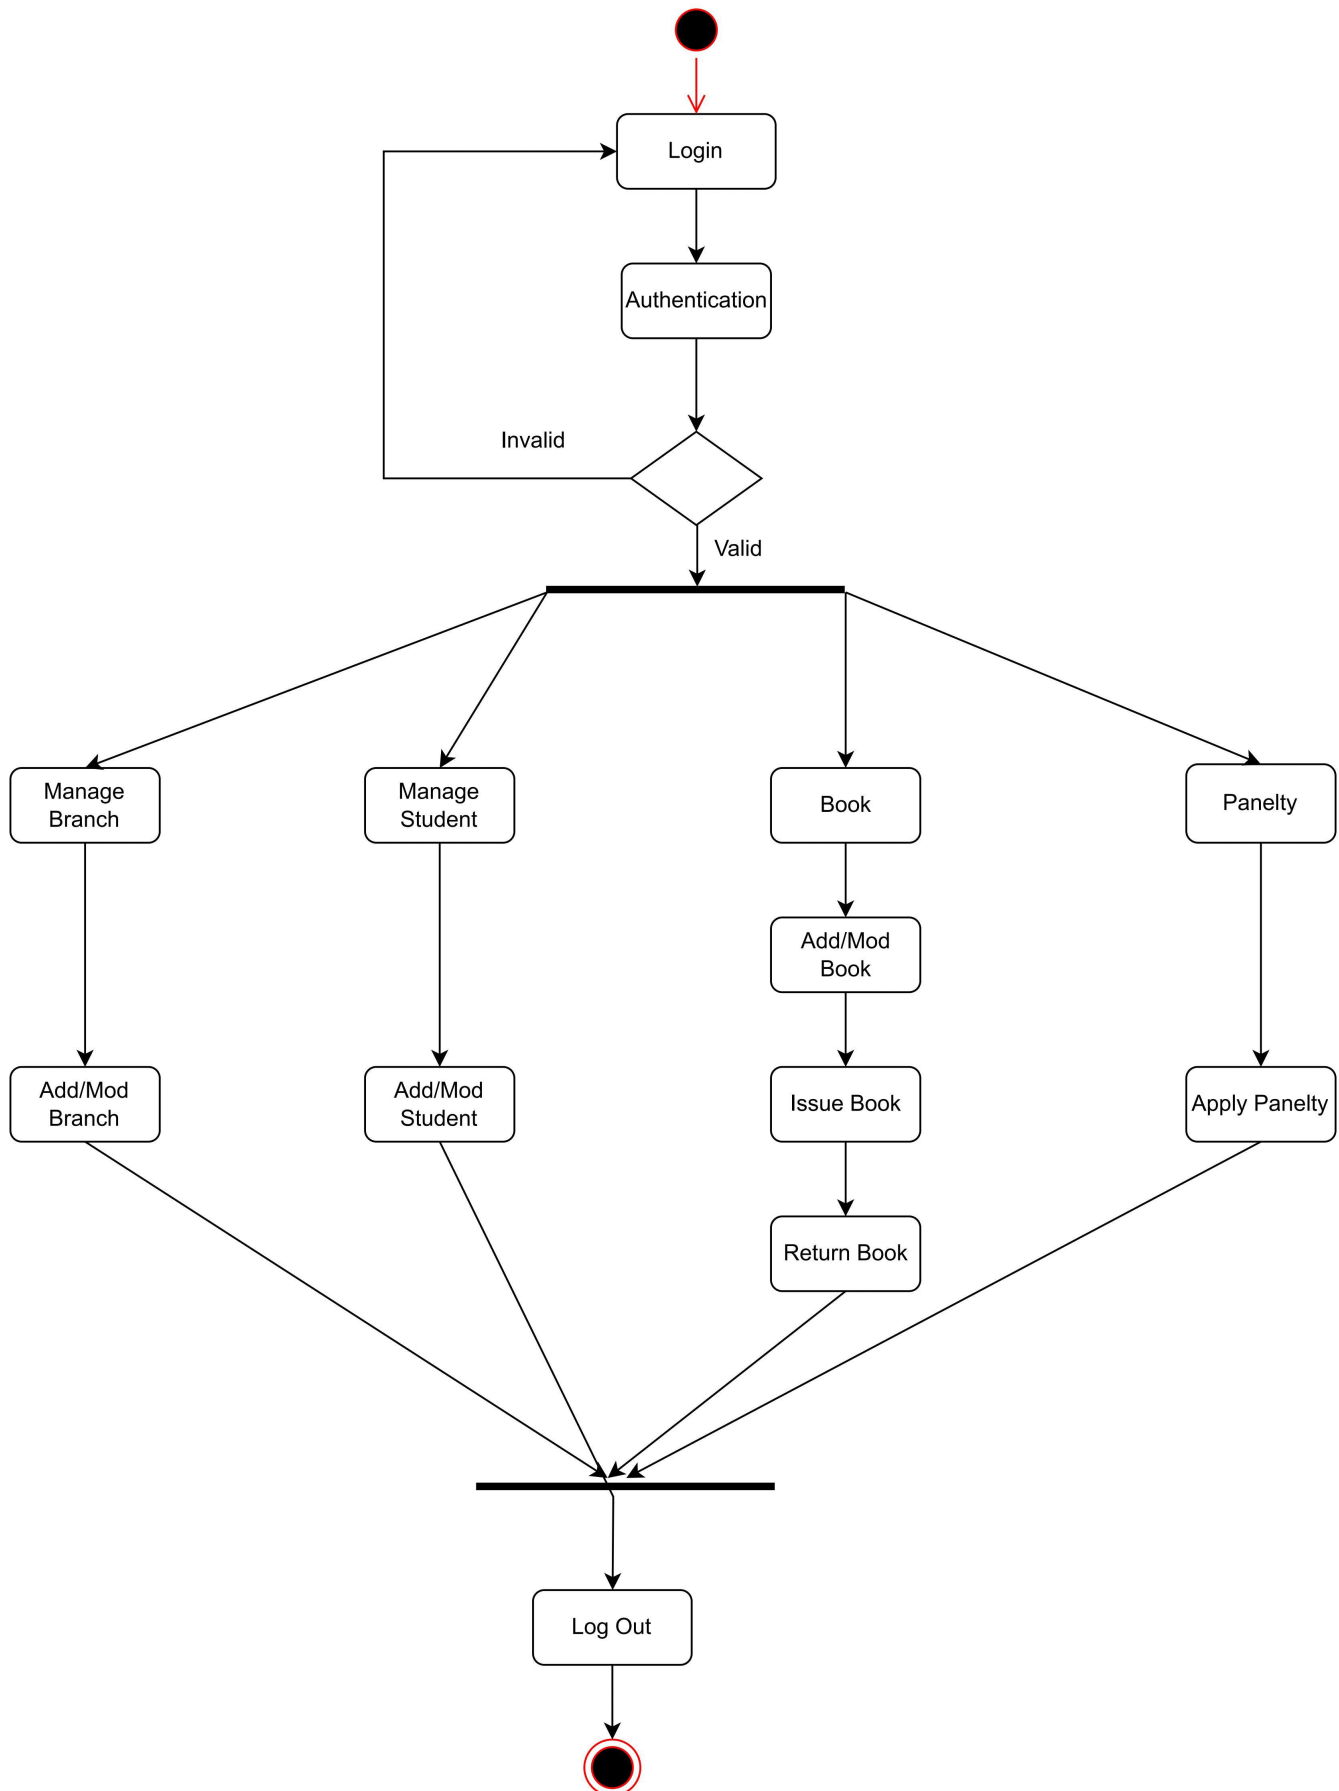 Login
Authentication
Invalid
Valid
Manage
Branch
Manage
Student
Book
Panelty
Add/Mod
Book
Add/Mod
Branch
Add/Mod
Student
Issue Book
Apply Panelty
Return Book
Log Out